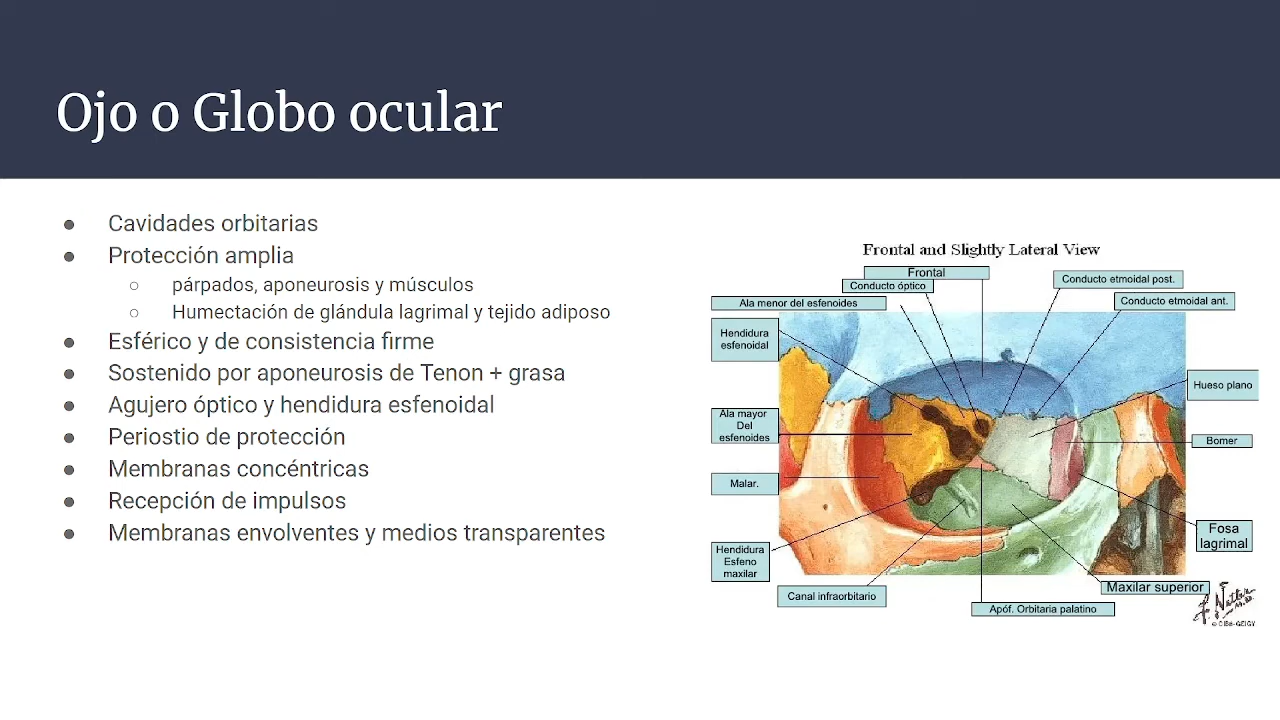 Ojo o Globo ocular
Cavidades orbitarias
Protección amplia
párpados, aponeurosis y músculos
Humectación de glándula lagrimal y tejido adiposo
Esférico y de consistencia firme
Sostenido por aponeurosis de Tenon + grasa
Agujero óptico y hendidura esfenoidal
Periostio de protección
Membranas concéntricas
Recepción de impulsos
Membranas envolventes y medios transparentes
Frontal and Slightly Lateral View
Frontal
Conducto óptico
Ala menor del esfenoides
Hendidura
esfenoidal
Ala mayor
Del
esfenoides
Malar.
Hendidura
Esfeno
maxilar
Canal infraorbitario
Conducto etmoidal post.
Conducto etmoidal ant.
Hueso plano
Bomer
Fosa
lagrimal
Maxilar superior
Apóf. Orbitaria palatino
F. Netter
M.D.
© CIBA-GEIGY